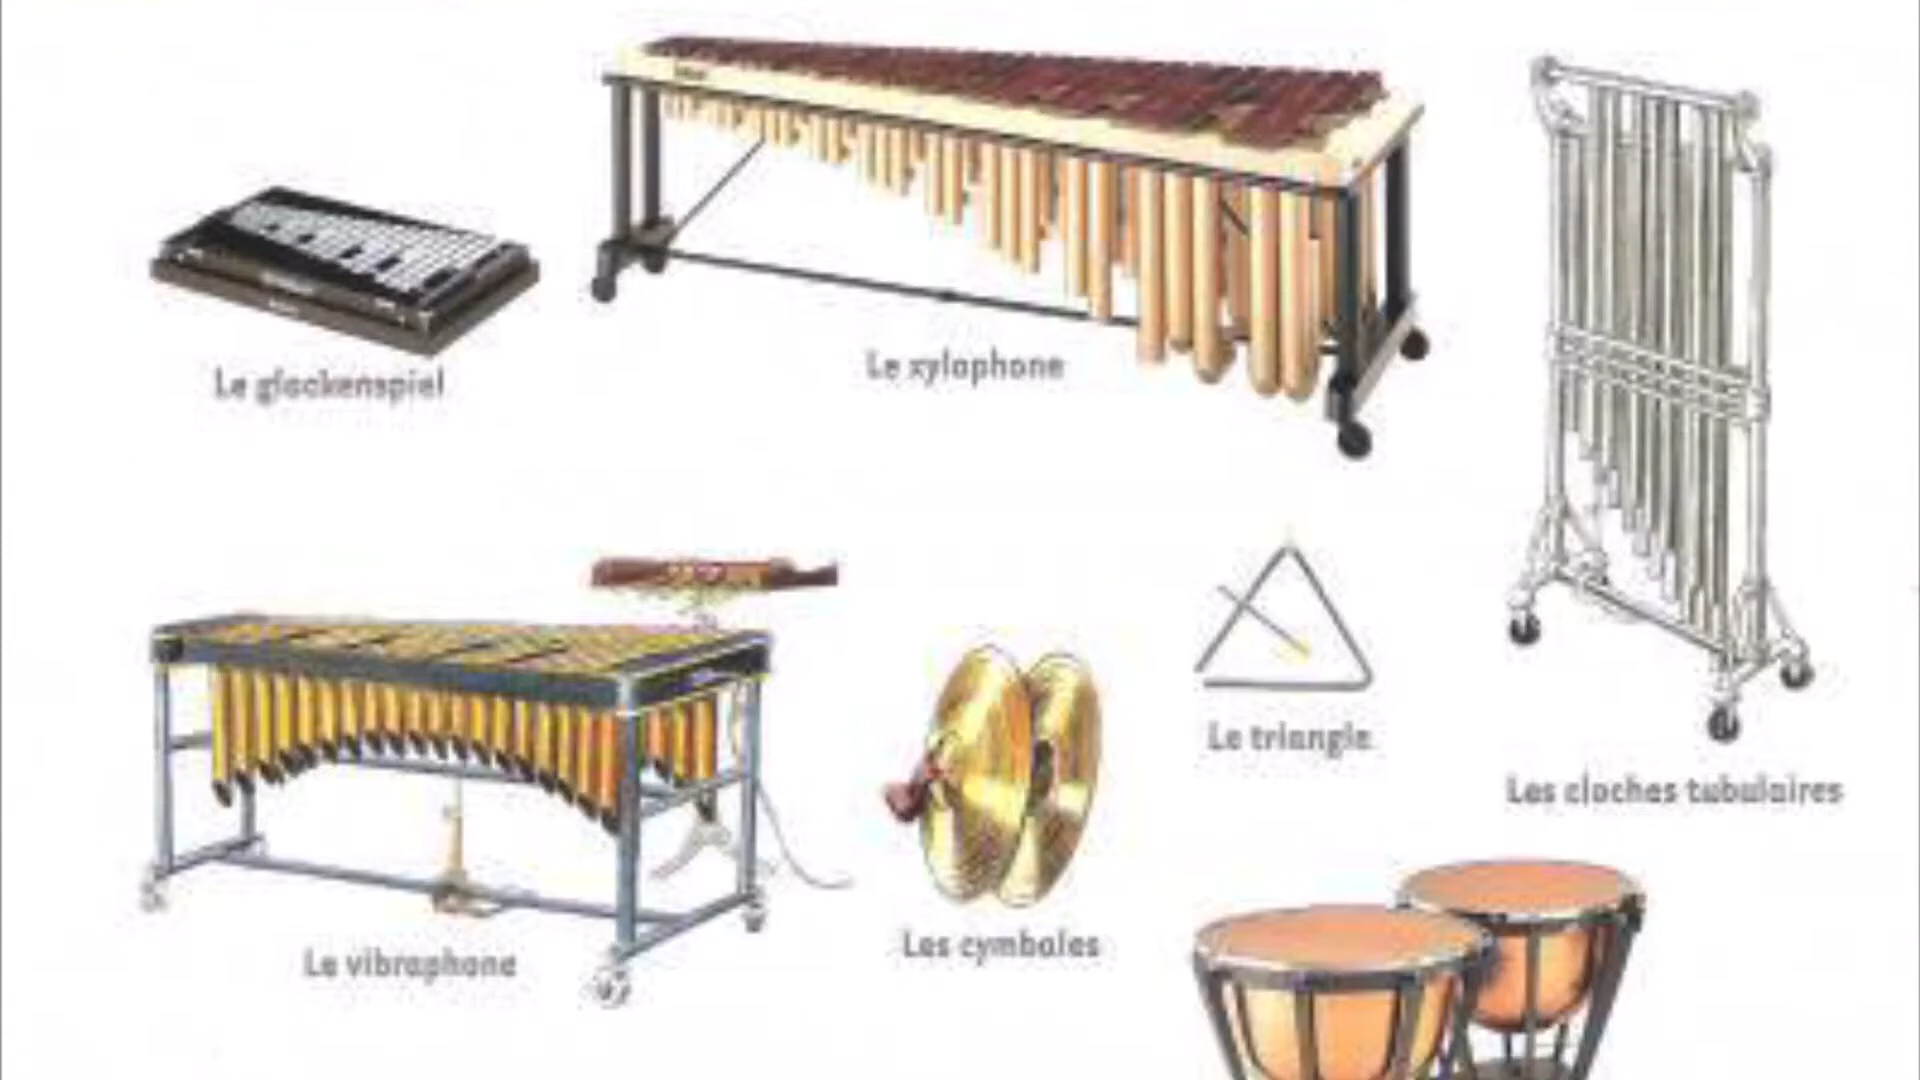 Le glockenspiel
Le xylophone
Les cloches tubulaires
Le triangle
Le vibraphone
Les cymbales